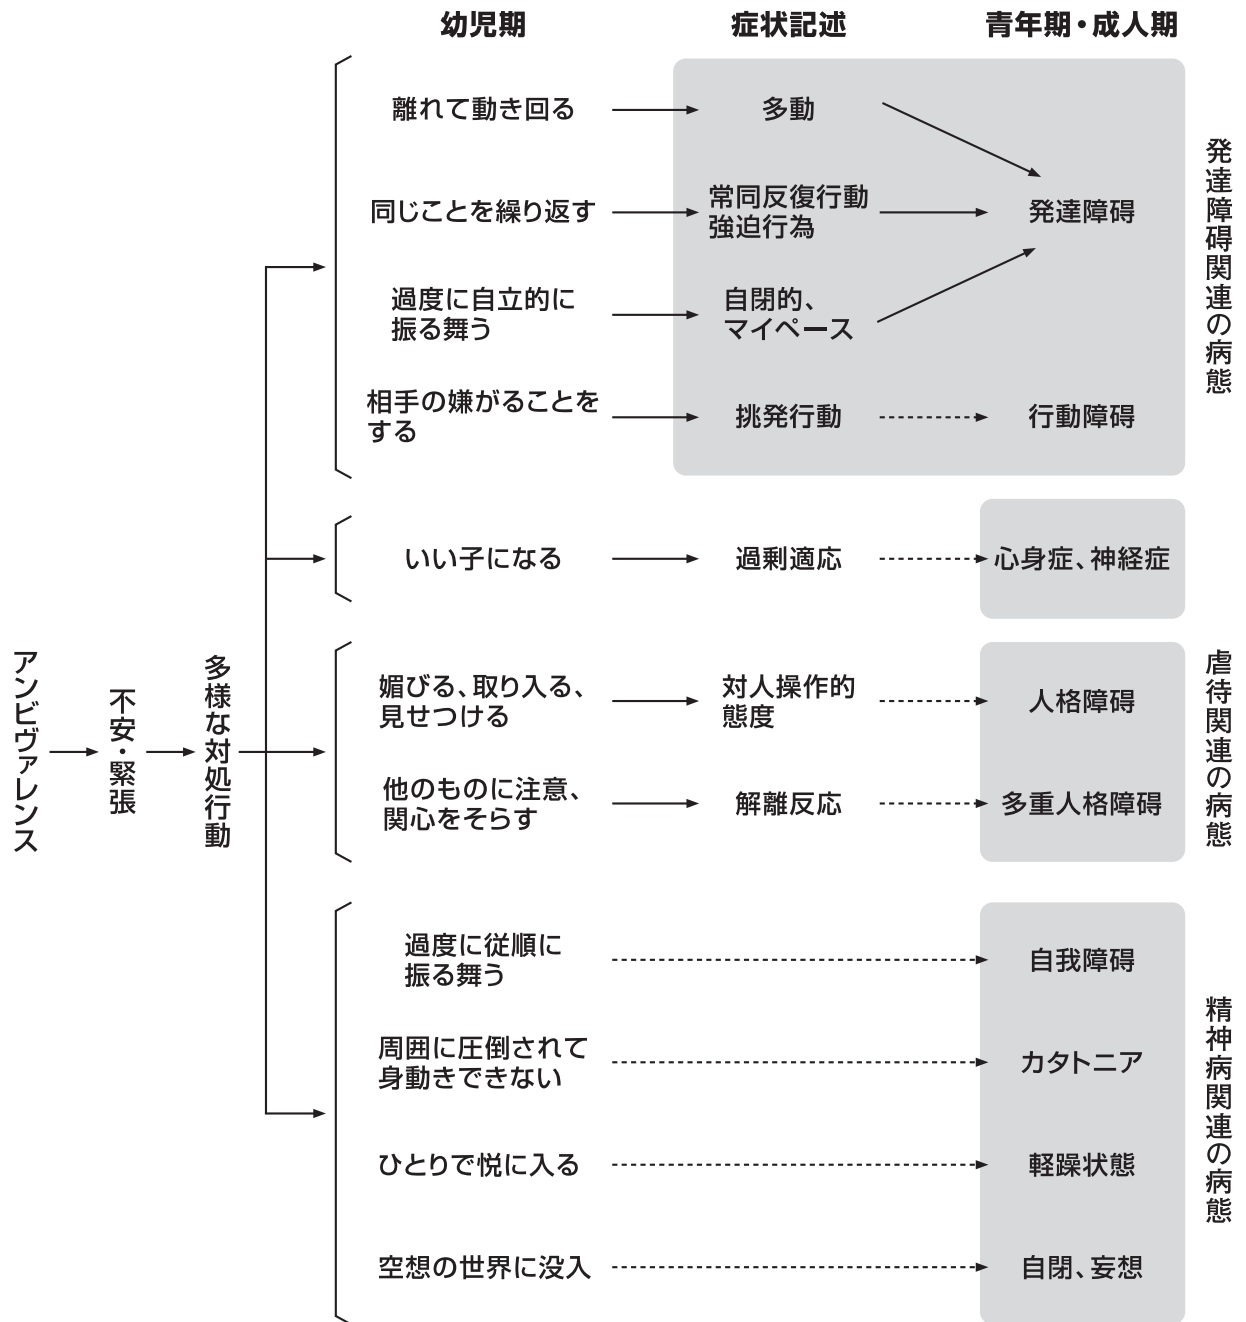 幼児期
症状記述
青年期・成人期
離れて動き回る
多動
同じことを繰り返す
常同反復行動
強迫行為
発達障碍
過度に自立的に
振る舞う
自閉的、
マイペース
相手の嫌がることを
する
挑発行動
行動障碍
発達障碍関連の病態
いい子になる
過剰適応
心身症、神経症
アンビヴァレンス
不安・緊張
多様な対処行動
媚びる、取り入る、
見せつける
対人操作的
態度
人格障碍
他のものに注意、
関心をそらす
解離反応
多重人格障碍
虐待関連の病態
過度に従順に
振る舞う
自我障碍
周囲に圧倒されて
身動きできない
カタトニア
ひとりで悦に入る
軽躁状態
空想の世界に没入
自閉、妄想
精神病関連の病態